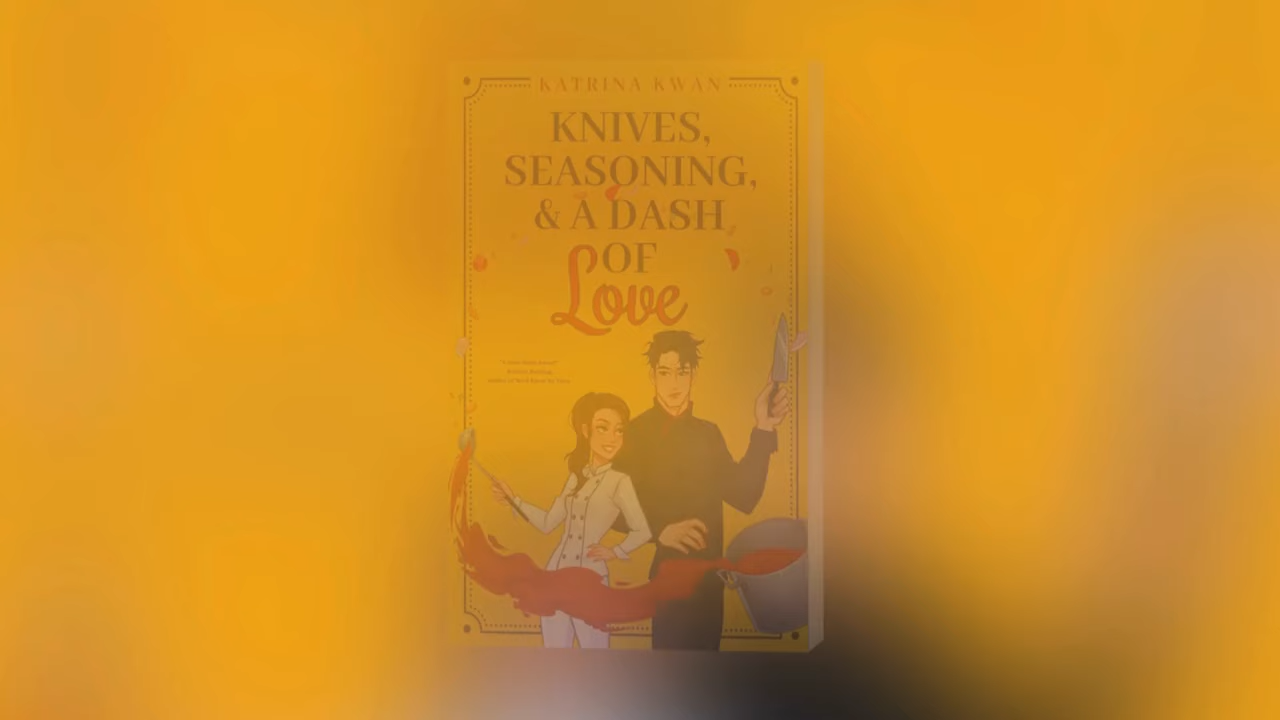 KATRINA KWAN
KNIVES,
SEASONING,
& A DASH
OF
Love